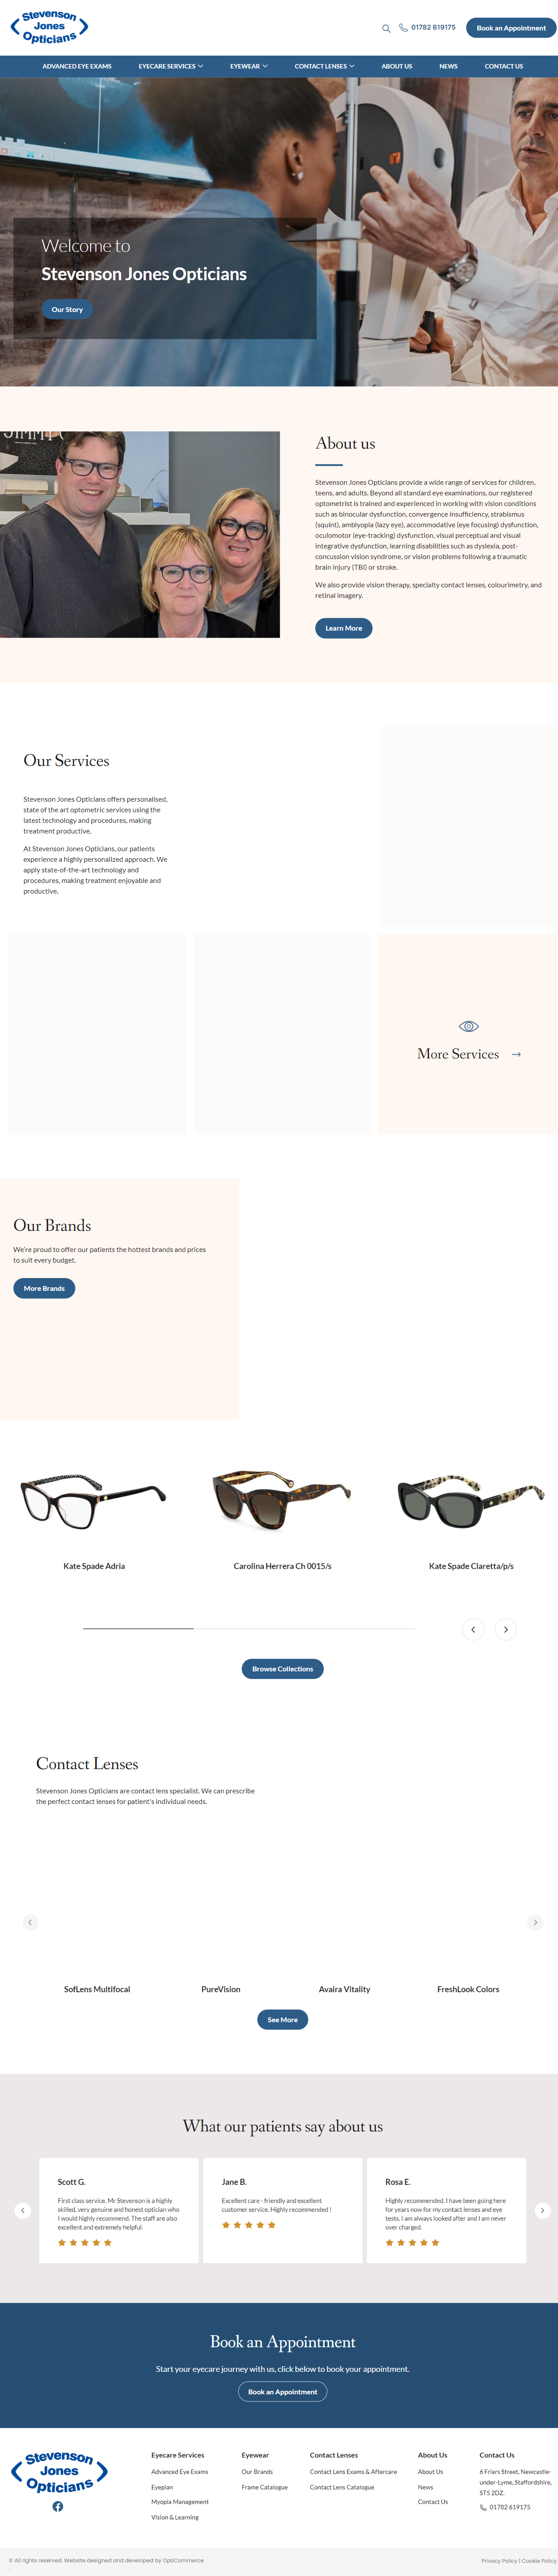 Stevenson
Jones
Opticians
01782 619175
Book an Appointment
ADVANCED EYE EXAMS
EYECARE SERVICES
EYEWEAR
CONTACT LENSES
ABOUT US
NEWS
CONTACT US
Welcome to
Stevenson Jones Opticians
Our Story
About us
Stevenson Jones Opticians provide a wide range of services for children,
teens, and adults. Beyond all standard eye examinations, our registered
optometrist is trained and experienced in working with vision conditions
such as binocular dysfunction, convergence insufficiency, strabismus
(squint), amblyopia (lazy eye), accommodative (eye focusing) dysfunction,
oculomotor (eye-tracking) dysfunction, visual perceptual and visual
integrative dysfunction, learning disabilities such as dyslexia, post-
concussion vision syndrome, or vision problems following a traumatic
brain injury (TBI) or stroke.
We also provide vision therapy, specialty contact lenses, colourimetry, and
retinal imagery.
Learn More
Our Services
Stevenson Jones Opticians offers personalised,
state of the art optometric services using the
latest technology and procedures, making
treatment productive.
At Stevenson Jones Opticians, our patients
experience a highly personalized approach. We
apply state-of-the-art technology and
procedures, making treatment enjoyable and
productive.
More Services
Our Brands
We're proud to offer our patients the hottest brands and prices
to suit every budget.
More Brands
Kate Spade Adria
Carolina Herrera Ch 0015/s
Kate Spade Claretta/p/s
Browse Collections
Contact Lenses
Stevenson Jones Opticians are contact lens specialist. We can prescribe
the perfect contact lenses for patient's individual needs.
SofLens Multifocal
PureVision
Avaira Vitality
FreshLook Colors
See More
What our patients say about us
Scott G.
First class service. Mr Stevenson is a highly
skilled, very genuine and honest optician who
I would highly recommend. The staff are also
excellent and extremely helpful.
Jane B.
Excellent care - friendly and excellent
customer service. Highly recommended !
Rosa E.
Highly recommended. I have been going here
for years now for my contact lenses and eye
tests. I am always looked after and I am never
over charged.
Book an Appointment
Start your eyecare journey with us, click below to book your appointment.
Book an Appointment
Stevenson
Jones
Opticians
Eyecare Services
Advanced Eye Exams
Eyeplan
Myopia Management
Vision & Learning
Eyewear
Our Brands
Frame Catalogue
Contact Lenses
Contact Lens Exams & Aftercare
Contact Lens Catalogue
About Us
About Us
News
Contact Us
Contact Us
6 Friars Street, Newcastle-
under-Lyme, Staffordshire,
ST5 2DZ,
01782 619175
© All rights reserved. Website designed and developed by OptiCommerce
Privacy Policy | Cookie Policy